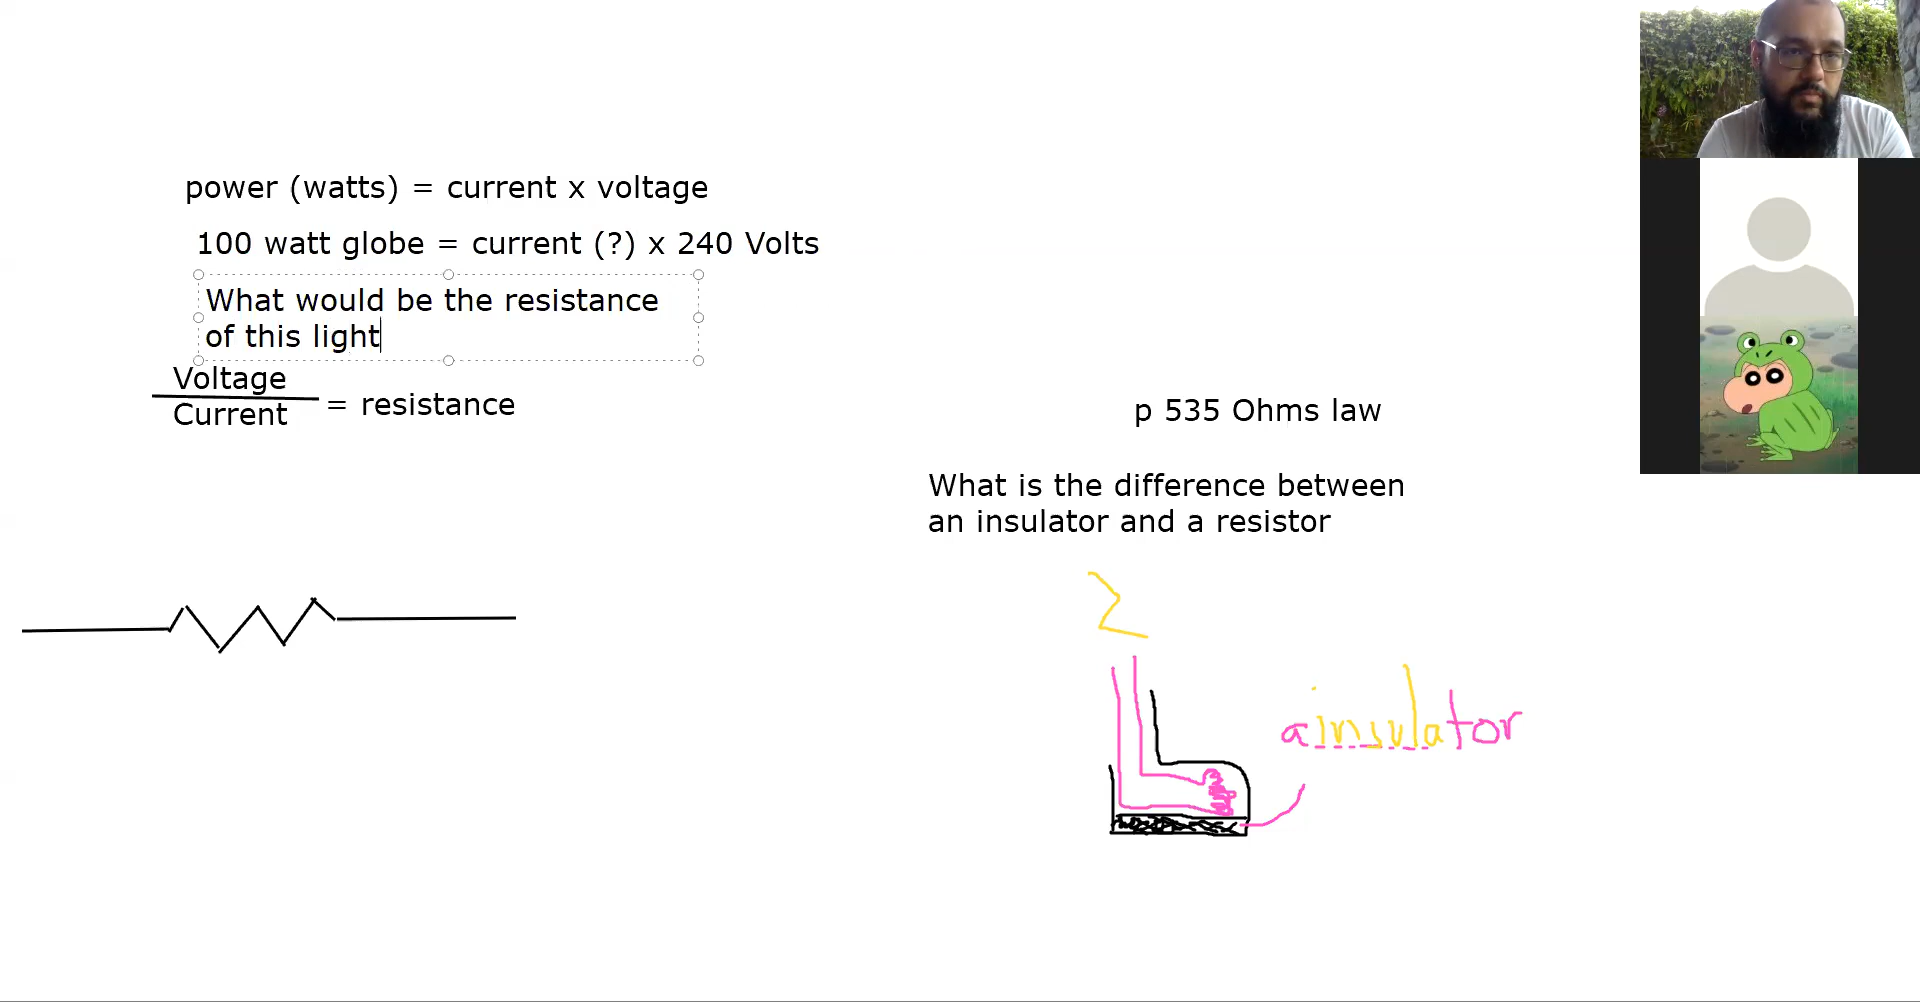 power (watts) = current x voltage
100 watt globe = current (?) x 240 Volts
What would be the resistance
of this light
Voltage
Current
= resistance
p 535 Ohms law
What is the difference between
an insulator and a resistor
a insulator